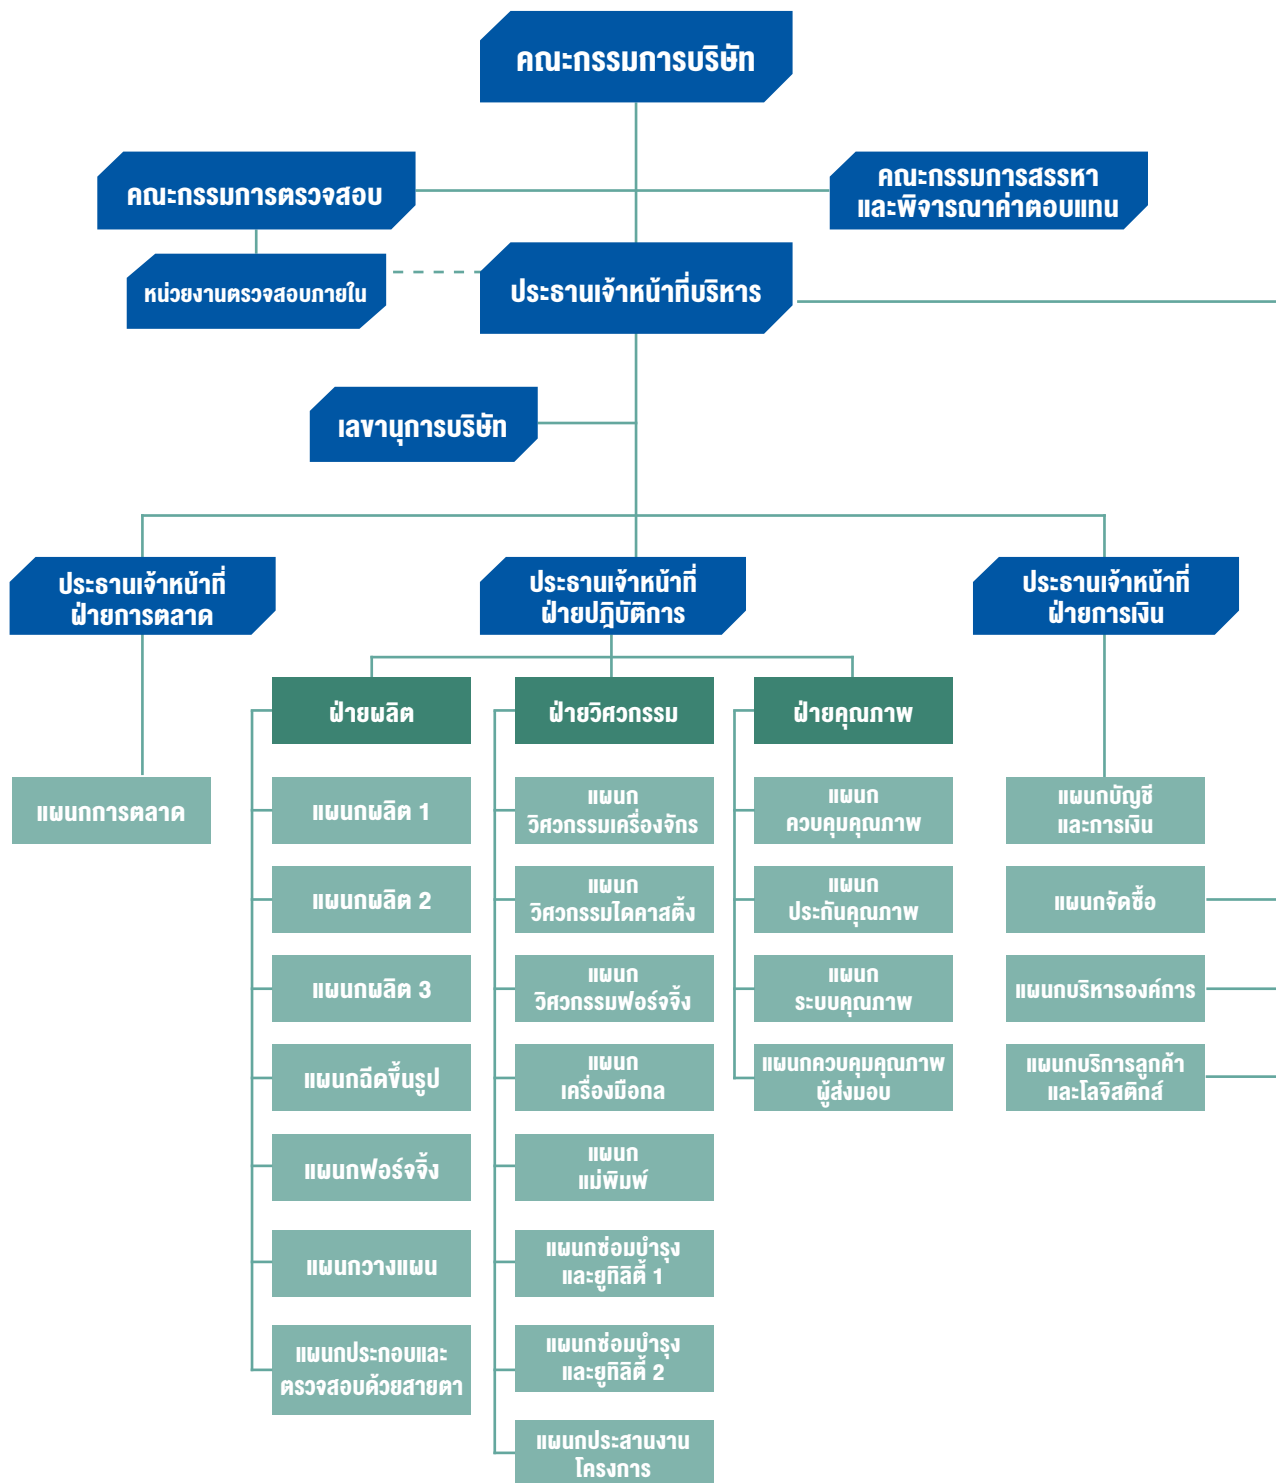 คณะกรรมการบริษัท
คณะกรรมการตรวจสอบ
คณะกรรมการสรรหา
และพิจารณาค่าตอบแทน
หน่วยงานตรวจสอบภายใน
ประธานเจ้าหน้าที่บริหาร
เลขานุการบริษัท
ประธานเจ้าหน้าที่
ฝ่ายการตลาด
ประธานเจ้าหน้าที่
ฝ่ายปฏิบัติการ
ประธานเจ้าหน้าที่
ฝ่ายการเงิน
แผนกการตลาด
ฝ่ายผลิต
แผนกผลิต 1
แผนกผลิต 2
แผนกผลิต 3
แผนกฉีดขึ้นรูป
แผนกฟอร์จจิ้ง
แผนกวางแผน
แผนกประกอบและ
ตรวจสอบด้วยสายตา
ฝ่ายวิศวกรรม
แผนก
วิศวกรรมเครื่องจักร
แผนก
วิศวกรรมไดคาสติ้ง
แผนก
วิศวกรรมฟอร์จจิ้ง
แผนก
เครื่องมือกล
แผนก
แม่พิมพ์
แผนกซ่อมบำรุง
และยูทิลิตี้ 1
แผนกซ่อมบำรุง
และยูทิลิตี้ 2
แผนกประสานงาน
โครงการ
ฝ่ายคุณภาพ
แผนก
ควบคุมคุณภาพ
แผนก
ประกันคุณภาพ
แผนก
ระบบคุณภาพ
แผนกควบคุมคุณภาพ
ผู้ส่งมอบ
แผนกบัญชี
และการเงิน
แผนกจัดซื้อ
แผนกบริหารองค์การ
แผนกบริการลูกค้า
และโลจิสติกส์